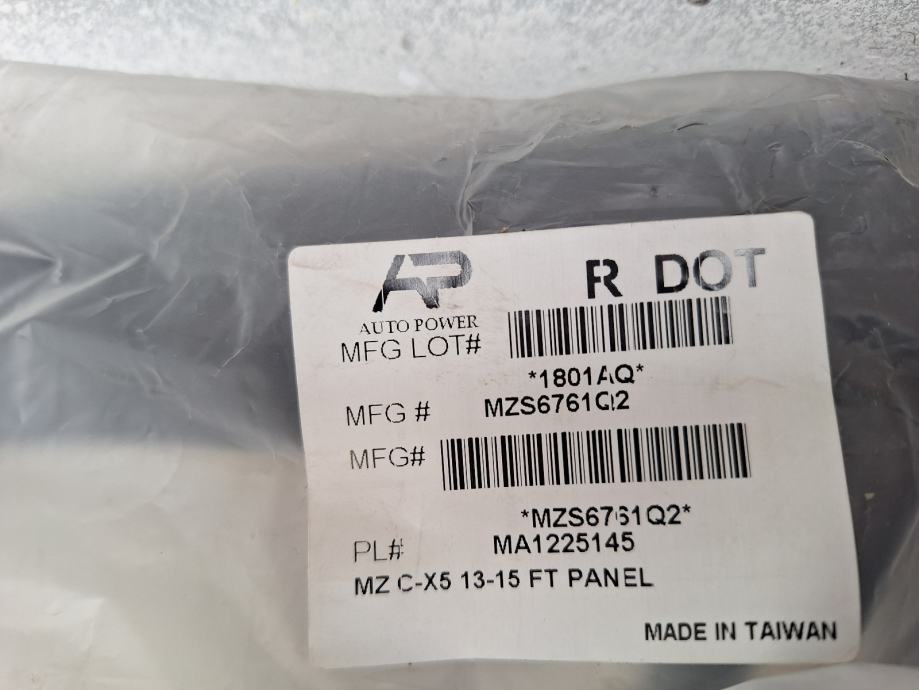 AP R DOT
AUTO POWER
MFG LOT#
*1801AQ*
MFG # MZS6761Q2
MFG#
*MZS6761Q2*
PL# MA1225145
MZ C-X5 13-15 FT PANEL
MADE IN TAIWAN